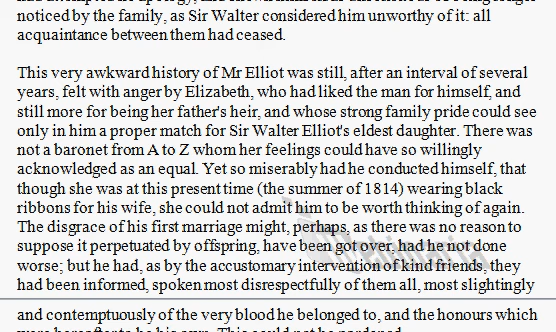 noticed by the family, as Sir Walter considered him unworthy of it: all
acquaintance between them had ceased.
This very awkward history of Mr Elliot was still, after an interval of several
years, felt with anger by Elizabeth, who had liked the man for himself, and
still more for being her father's heir, and whose strong family pride could see
only in him a proper match for Sir Walter Elliot's eldest daughter. There was
not a baronet from A to Z whom her feelings could have so willingly
acknowledged as an equal. Yet so miserably had he conducted himself, that
though she was at this present time (the summer of 1814) wearing black
ribbons for his wife, she could not admit him to be worth thinking of again.
The disgrace of his first marriage might, perhaps, as there was no reason to
suppose it perpetuated by offspring, have been got over, had he not done
worse; but he had, as by the accustomary intervention of kind friends, they
had been informed, spoken most disrespectfully of them all, most slightingly
and contemptuously of the very blood he belonged to, and the honours which